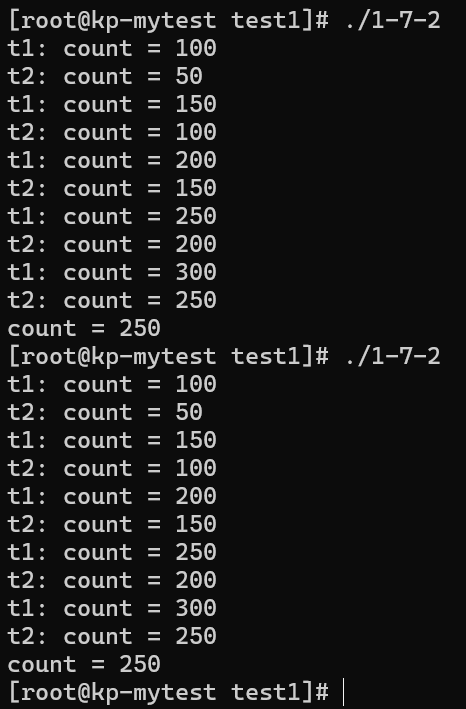 [root@kp-mytest test1]# ./1-7-2
t1: count = 100
t2: count = 50
t1: count = 150
t2: count = 100
t1: count = 200
t2: count = 150
t1: count = 250
t2: count = 200
t1: count = 300
t2: count = 250
count = 250
[root@kp-mytest test1]# ./1-7-2
t1: count = 100
t2: count = 50
t1: count = 150
t2: count = 100
t1: count = 200
t2: count = 150
t1: count = 250
t2: count = 200
t1: count = 300
t2: count = 250
count = 250
[root@kp-mytest test1]#